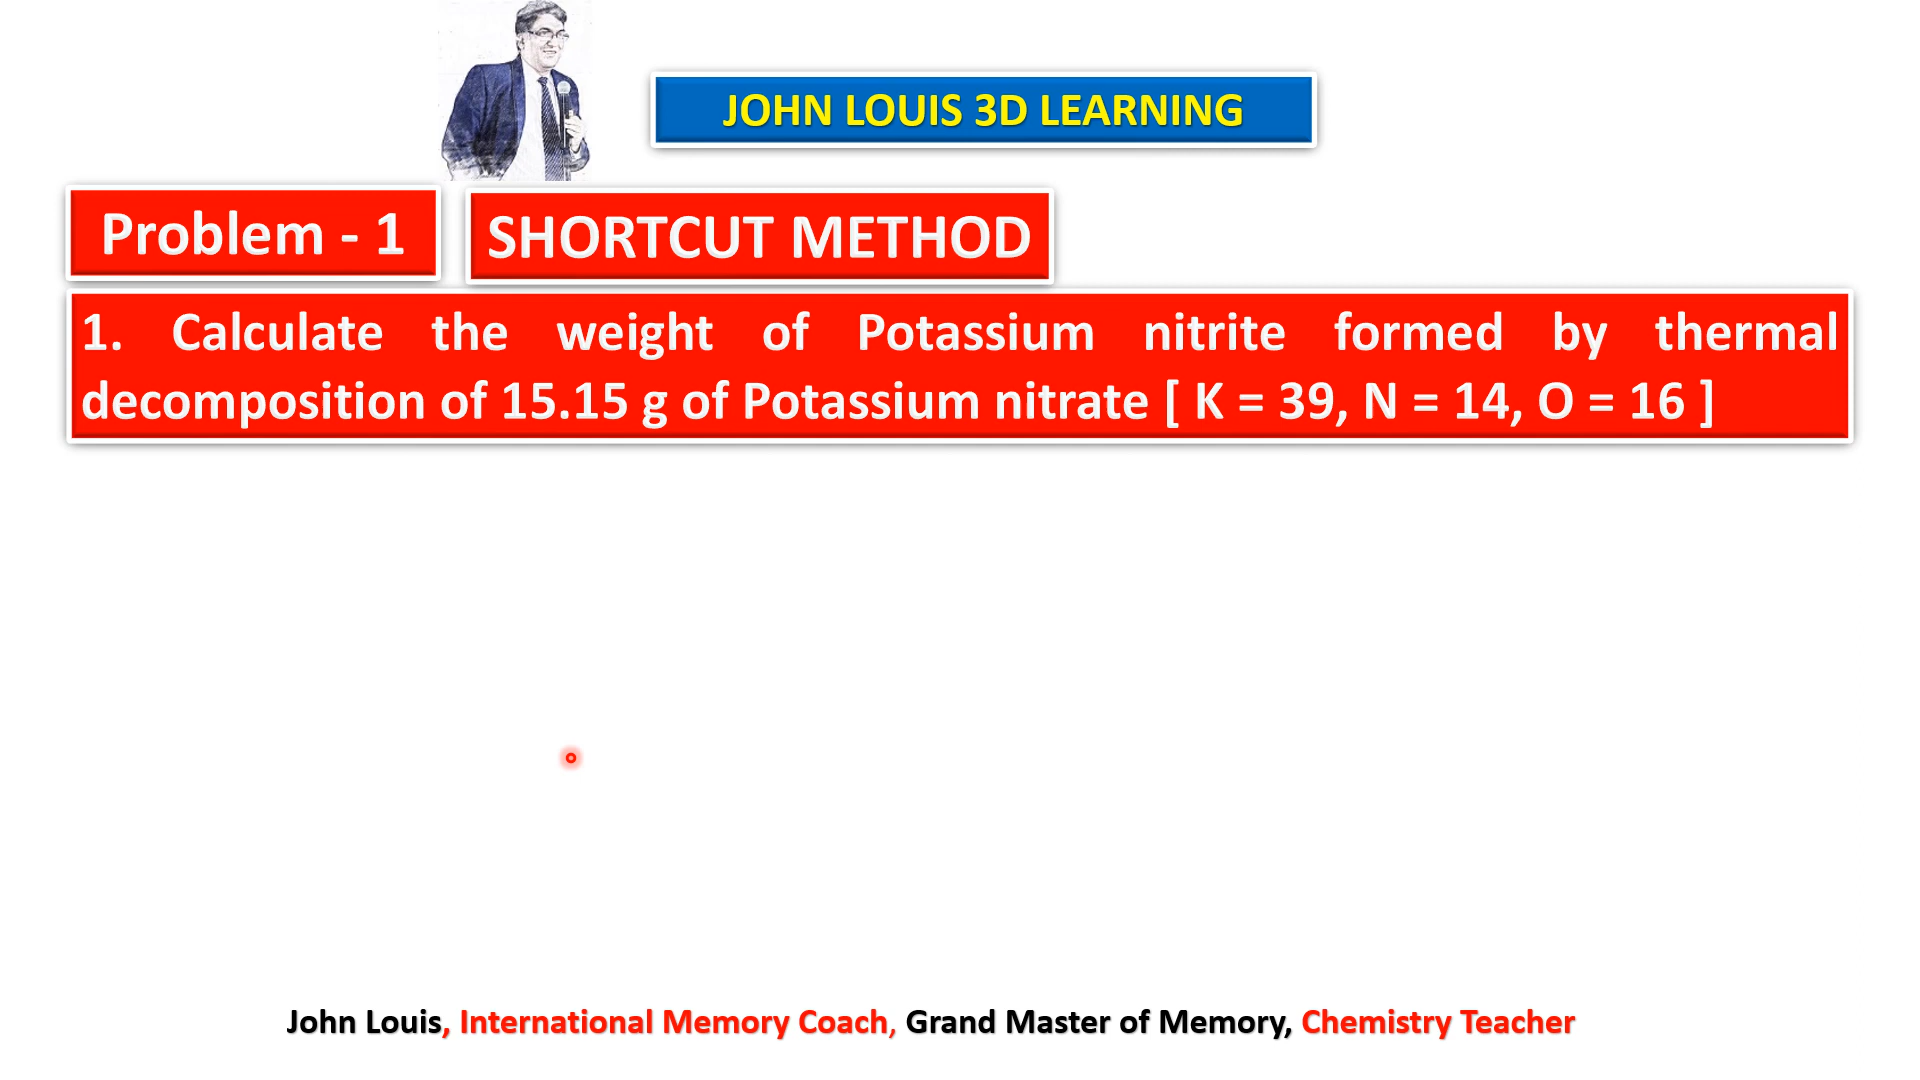 JOHN LOUIS 3D LEARNING
Problem - 1
SHORTCUT METHOD
1. Calculate the weight of Potassium nitrite formed by thermal
decomposition of 15.15 g of Potassium nitrate [ K = 39, N = 14, O = 16 ]
John Louis, International Memory Coach, Grand Master of Memory, Chemistry Teacher